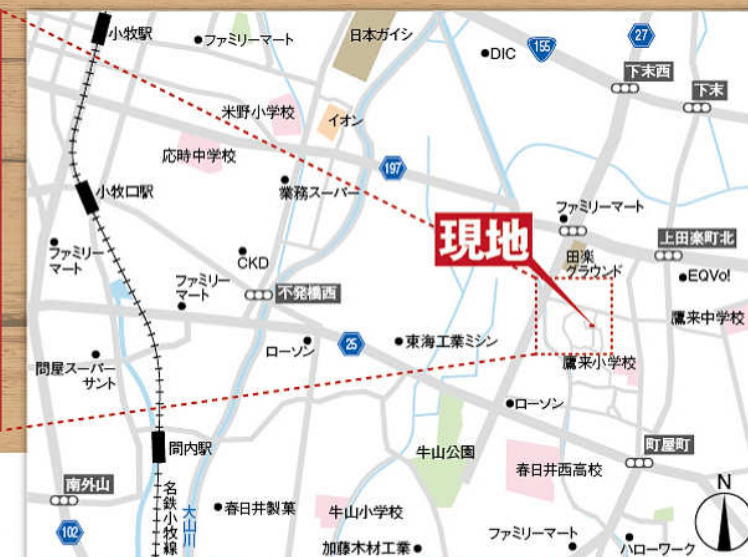 小牧駅
ファミリーマート
日本ガイシ
DIC
155
27
下末西
下末
米野小学校
イオン
応時中学校
197
小牧口駅
業務スーパー
ファミリーマート
現地
上田楽町北
田楽
グラウンド
EQVo!
ファミリー
マート
CKD
ファミリー
マート
不発橋西
鷹来中学校
ローソン
25
東海工業ミシン
問屋スーパー
サント
鷹来小学校
ローソン
間内駅
牛山公園
町屋町
春日井西高校
南外山
名鉄小牧線
大山川
春日井製菓
牛山小学校
N
102
加藤木材工業
ファミリーマート
ハローワーク